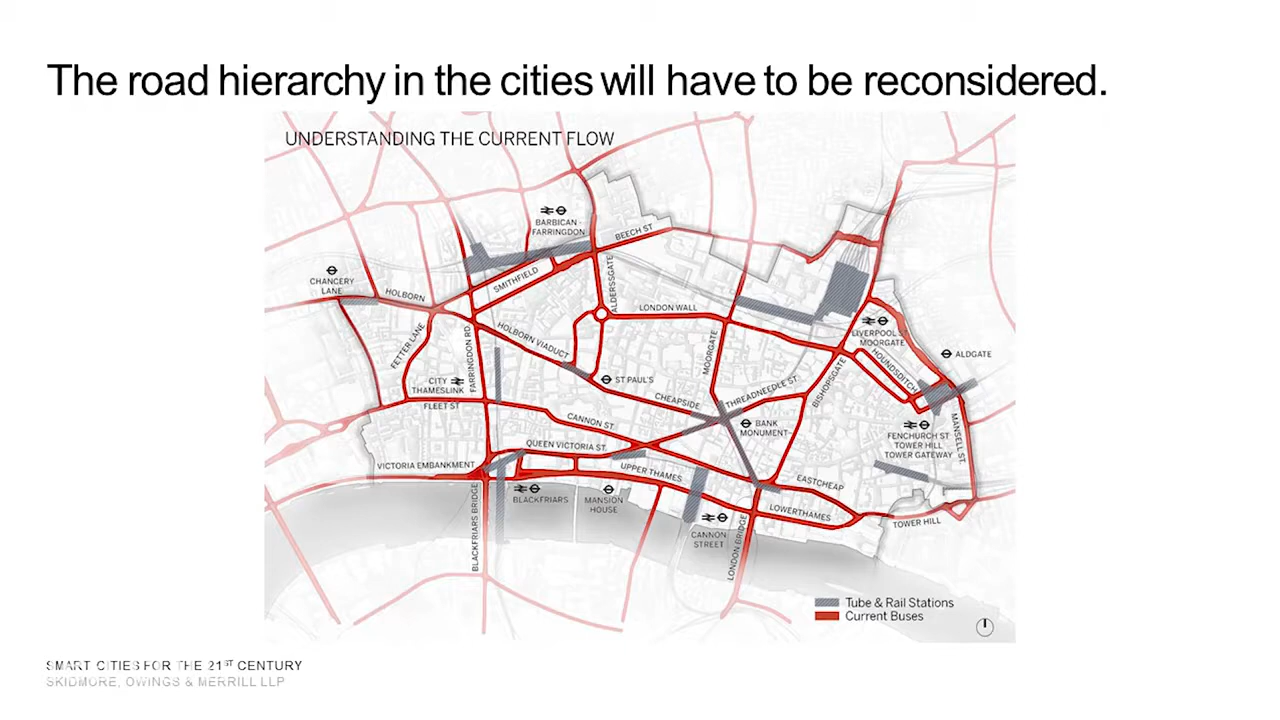 The road hierarchy in the cities will have to be reconsidered.
UNDERSTANDING THE CURRENT FLOW
BARBICAN -
FARRINGDON
BEECH ST
CHANCERY
LANE
HOLBORN
SMITHFIELD
ALDERSSGATE
LONDON WALL
FETTER LANE
FARRINGDON RD.
HOLBORN VIADUCT
MOORGATE
LIVERPOOL ST
MOORGATE
HOUNDSDITCH
ALDGATE
CITY
THAMESLINK
ST PAUL'S
CHEAPSIDE
THREADNEEDLE ST.
BISHOPSGATE
FLEET ST
CANNON ST.
BANK
MONUMENT
FENCHURCH ST
TOWER HILL
TOWER GATEWAY
MANSELL ST.
QUEEN VICTORIA ST.
VICTORIA EMBANKMENT
UPPER THAMES
EASTCHEAP
BLACKFRIARS
MANSION
HOUSE
LOWERTHAMES
BLACKFRIARS BRIDGE
CANNON
STREET
LONDON BRIDGE
TOWER HILL
Tube & Rail Stations
Current Buses
SMART CITIES FOR THE 21ST CENTURY
SKIDMORE, OWINGS & MERRILL LLP